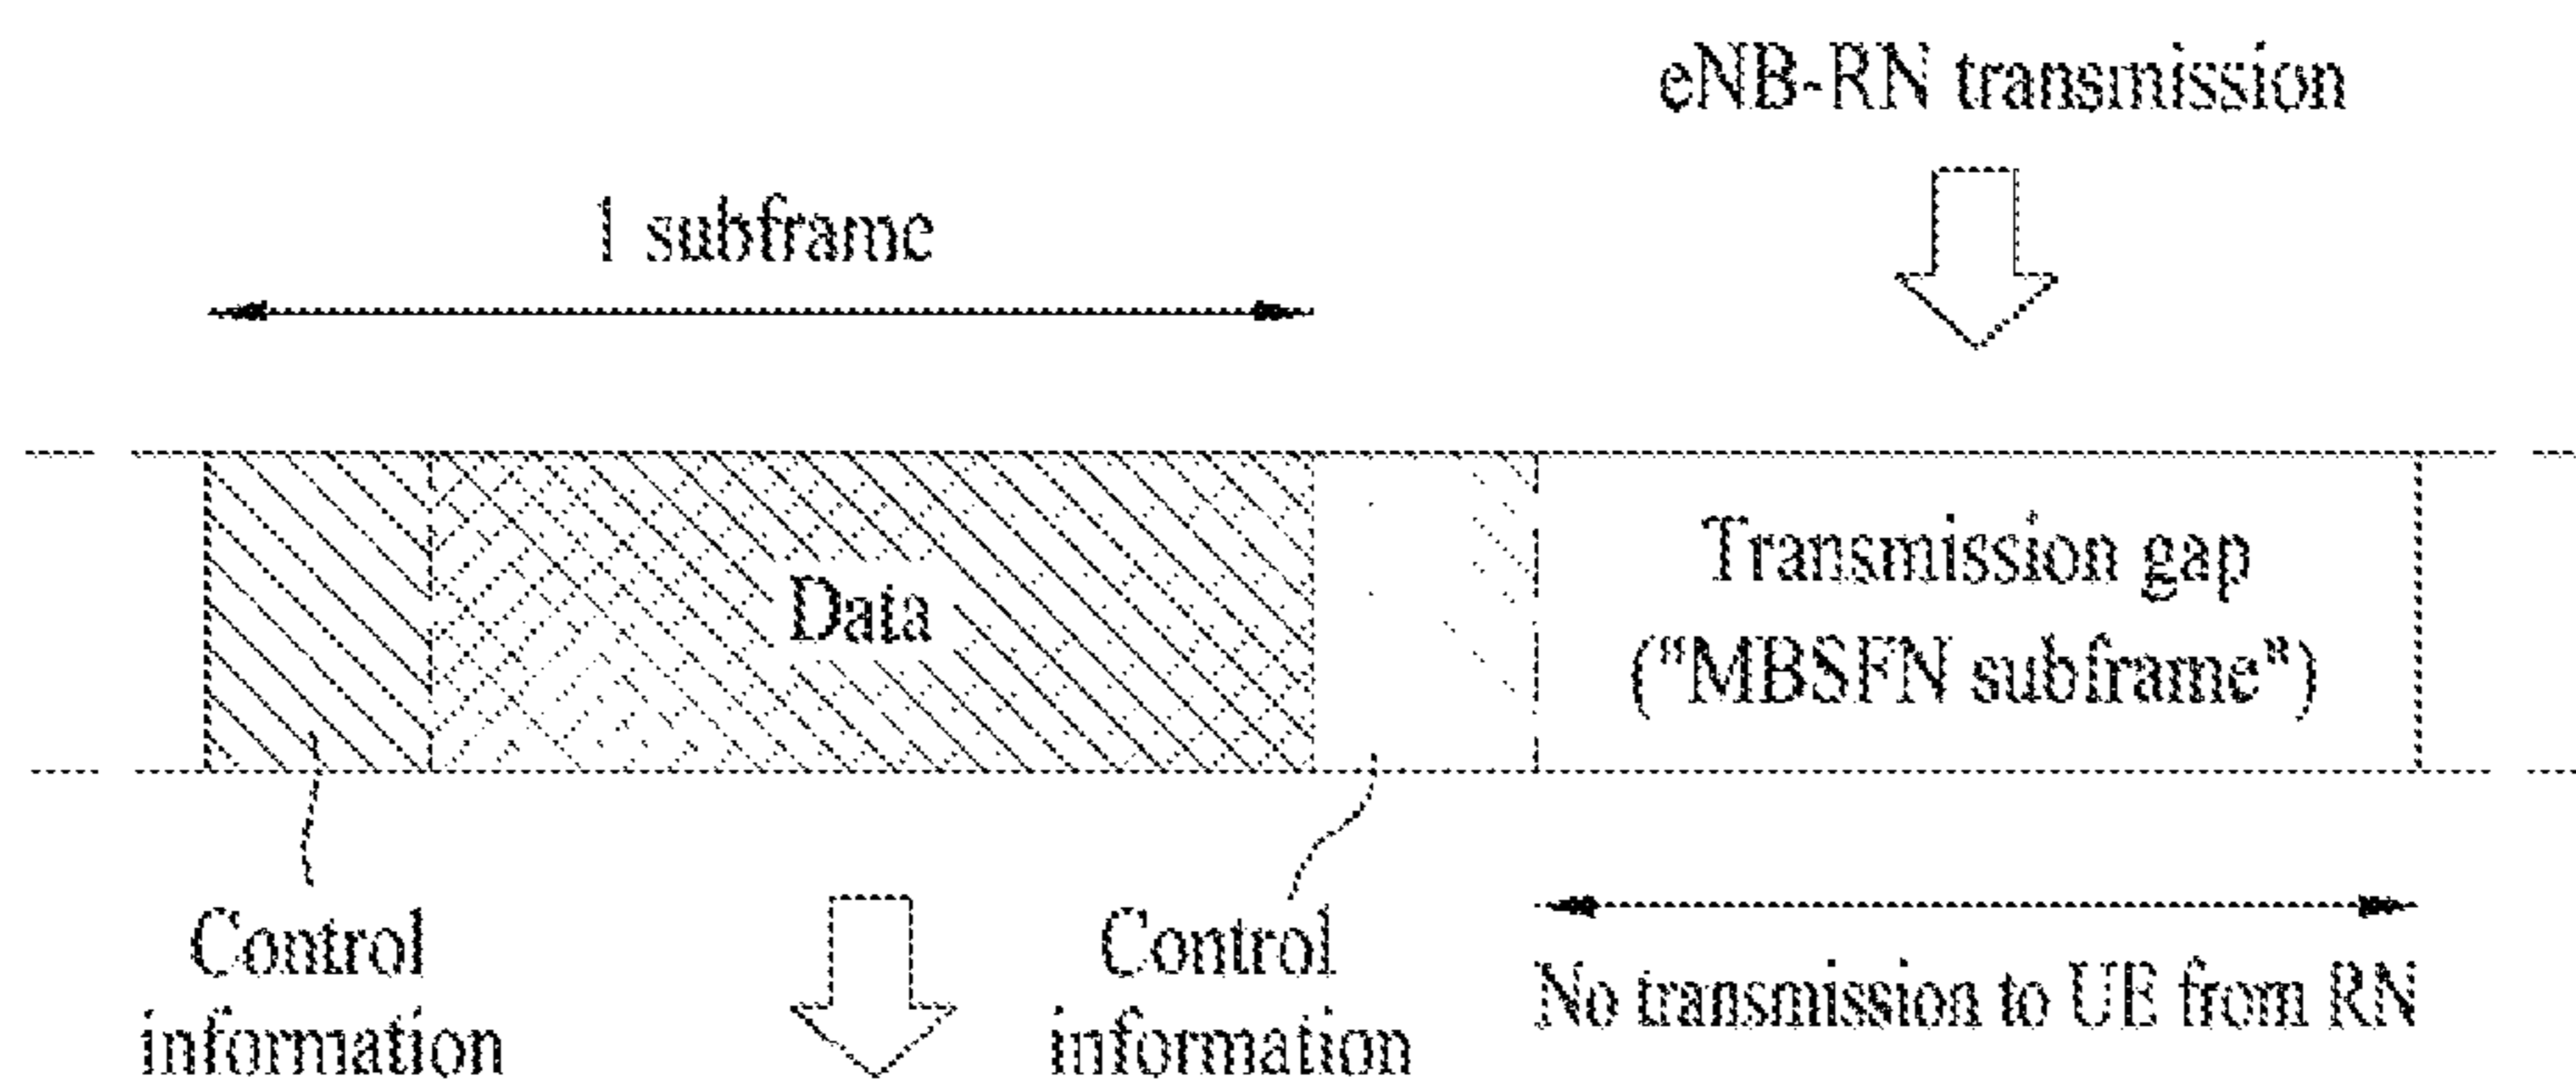 eNB-RN transmission
1 subframe
Data
Transmission gap
("MBSFN subframe")
Control
information
Control
information
No transmission to UE from RN